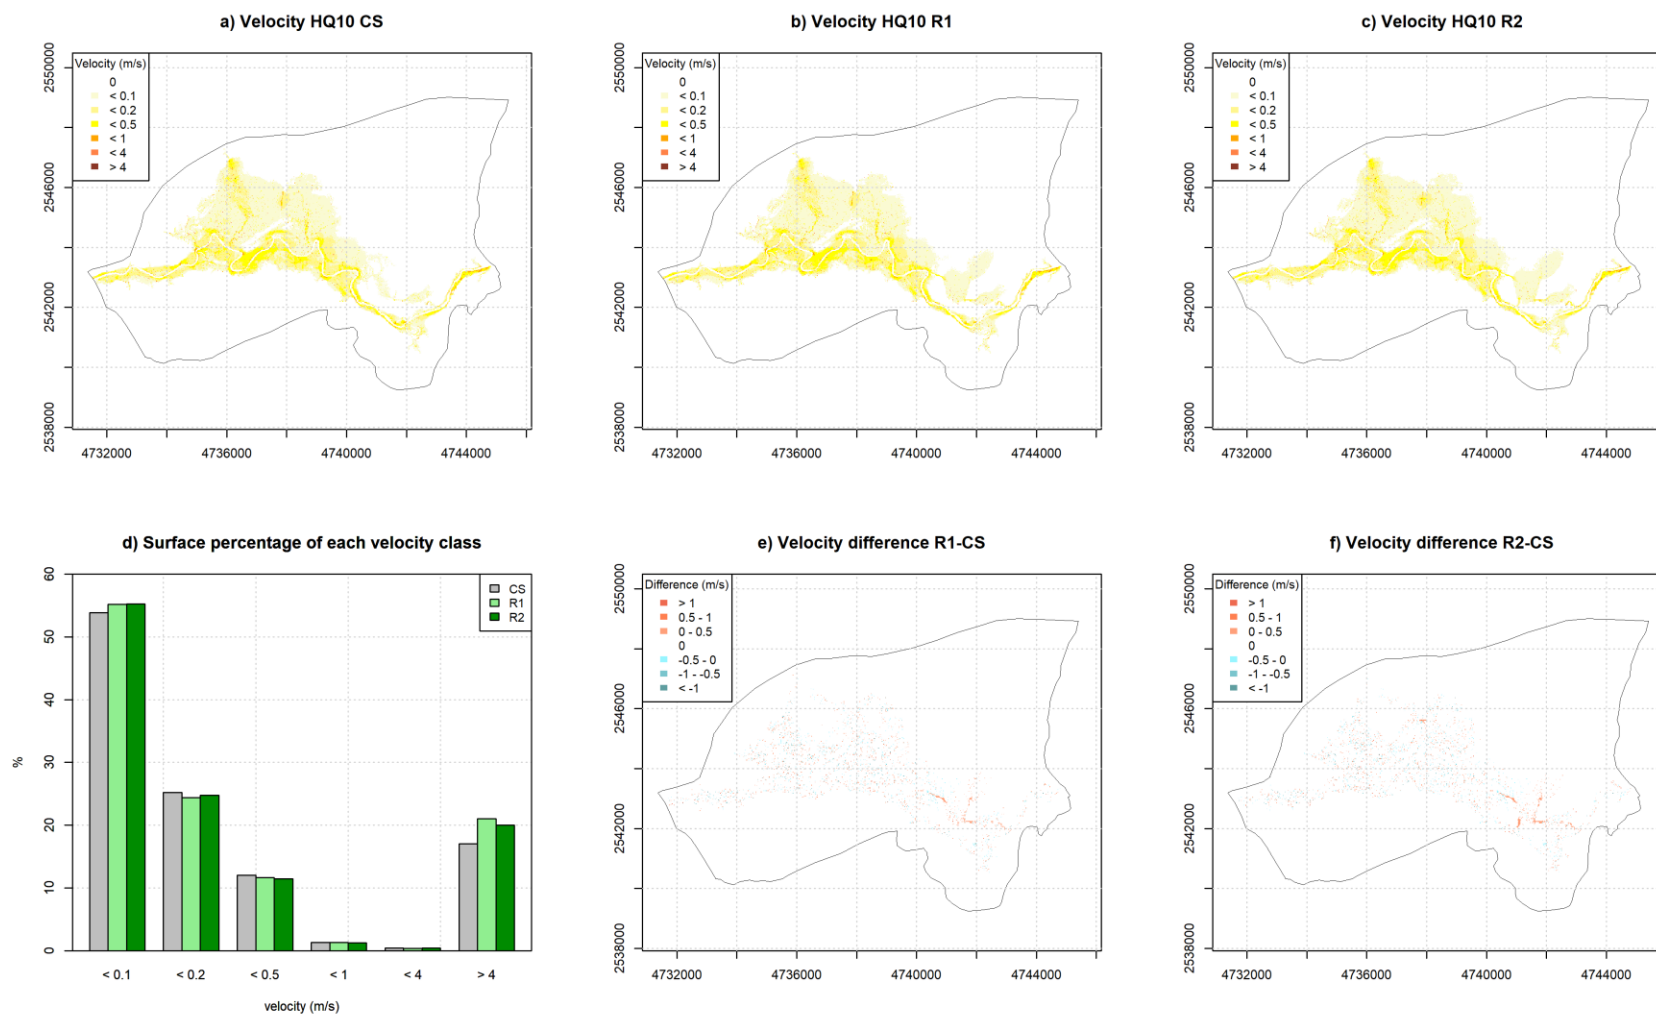 a) Velocity HQ10 CS
Velocity (m/s)
0
< 0.1
< 0.2
< 0.5
< 1
< 4
> 4
2550000
2546000
2542000
2538000
4732000 4736000 4740000 4744000
b) Velocity HQ10 R1
Velocity (m/s)
0
< 0.1
< 0.2
< 0.5
< 1
< 4
> 4
2550000
2546000
2542000
2538000
4732000 4736000 4740000 4744000
c) Velocity HQ10 R2
Velocity (m/s)
0
< 0.1
< 0.2
< 0.5
< 1
< 4
> 4
2550000
2546000
2542000
2538000
4732000 4736000 4740000 4744000
d) Surface percentage of each velocity class
CS
R1
R2
60
50
40
30
20
10
0
%
< 0.1 < 0.2 < 0.5 < 1 < 4 > 4
velocity (m/s)
e) Velocity difference R1-CS
Difference (m/s)
> 1
0.5 - 1
0 - 0.5
0
-0.5 - 0
-1 - -0.5
< -1
2550000
2546000
2542000
2538000
4732000 4736000 4740000 4744000
f) Velocity difference R2-CS
Difference (m/s)
> 1
0.5 - 1
0 - 0.5
0
-0.5 - 0
-1 - -0.5
< -1
2550000
2546000
2542000
2538000
4732000 4736000 4740000 4744000